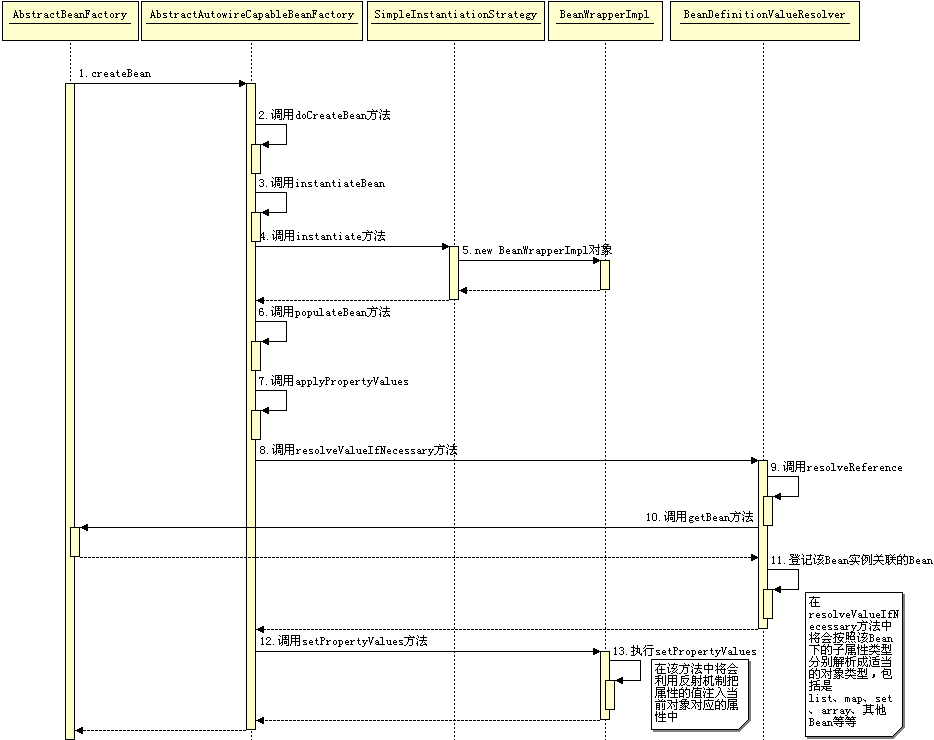 AbstractBeanFactory
AbstractAutowireCapableBeanFactory
SimpleInstantiationStrategy
BeanWrapperImpl
BeanDefinitionValueResolver
1.createBean
2.调用doCreateBean方法
3.调用instantiateBean
4.调用instantiate方法
5.new BeanWrapperImpl对象
6.调用populateBean方法
7.调用applyPropertyValues
8.调用resolveValueIfNecessary方法
9.调用resolveReference
10.调用getBean方法
11.登记该Bean实例关联的Bean
在
resolveValueIfN
ecessary方法中
将会按照该Bean
下的子属性类型
分别解析成适当
的对象类型，包
括是
list、map、set
、array、其他
Bean等等
12.调用setPropertyValues方法
13.执行setPropertyValues
在该方法中将会
利用反射机制把
属性的值注入当
前对象对应的属
性中